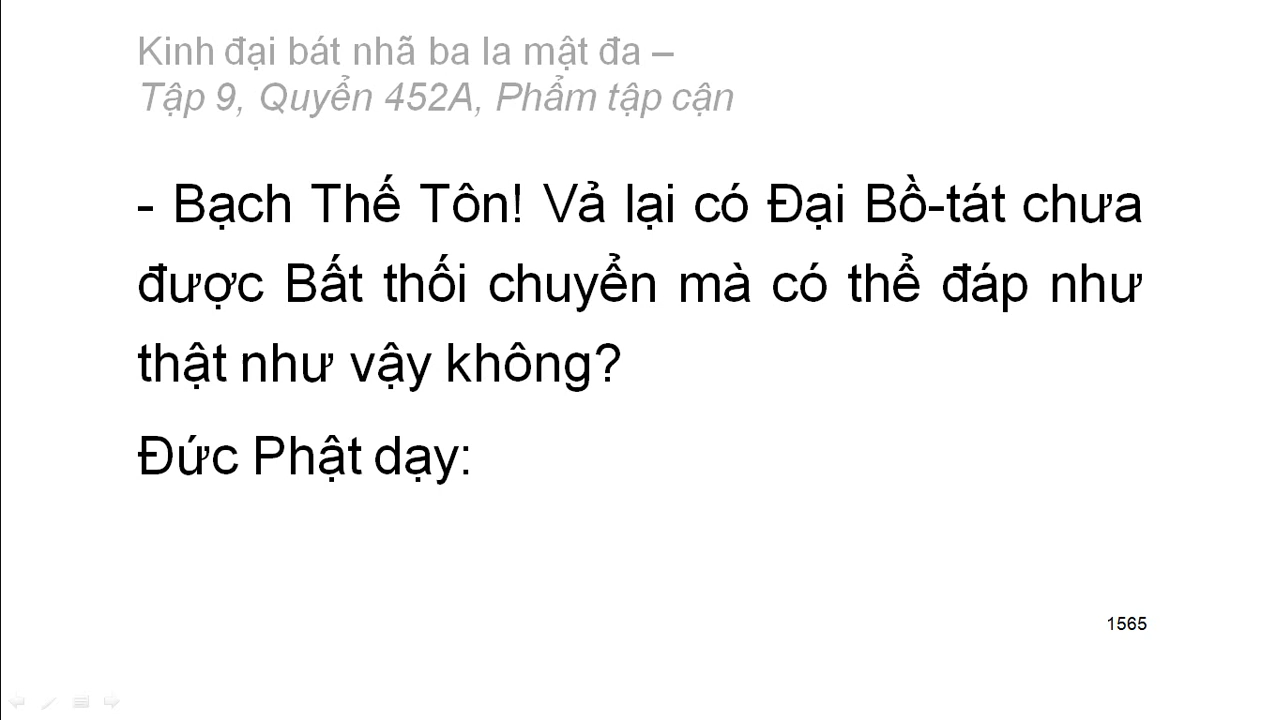 Kinh đại bát nhã ba la mật đa –
Tập 9, Quyển 452A, Phẩm tập cận
- Bạch Thế Tôn! Vả lại có Đại Bồ-tát chưa
được Bất thối chuyển mà có thể đáp như
thật như vậy không?
Đức Phật dạy:
1565